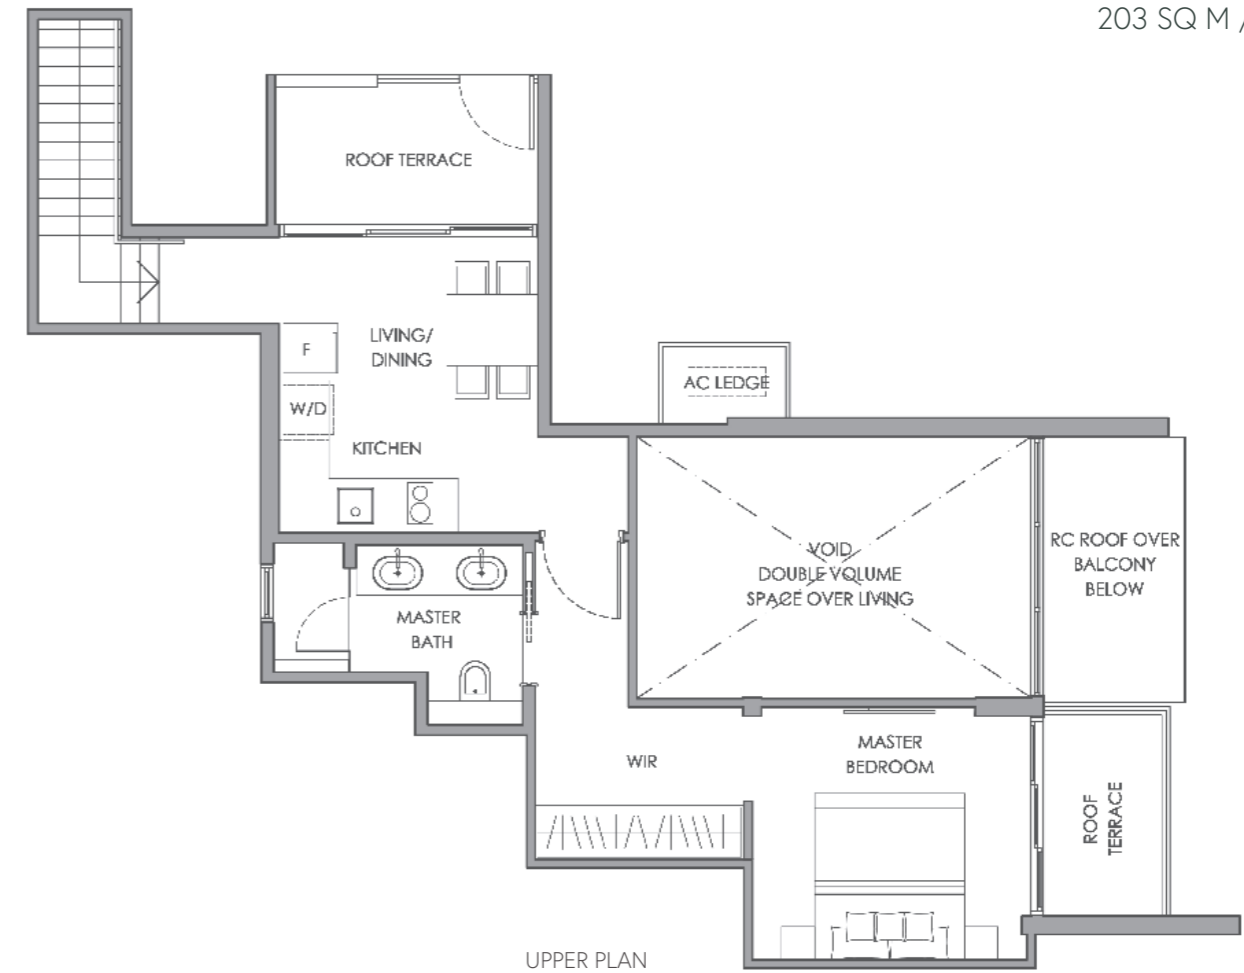 203 SQ M /
ROOF TERRACE
LIVING/
DINING
F
W/D
KITCHEN
AC LEDGE
VOID
DOUBLE VOLUME
SPACE OVER LIVING
RC ROOF OVER
BALCONY
BELOW
MASTER
BATH
WIR
MASTER
BEDROOM
ROOF
TERRACE
UPPER PLAN